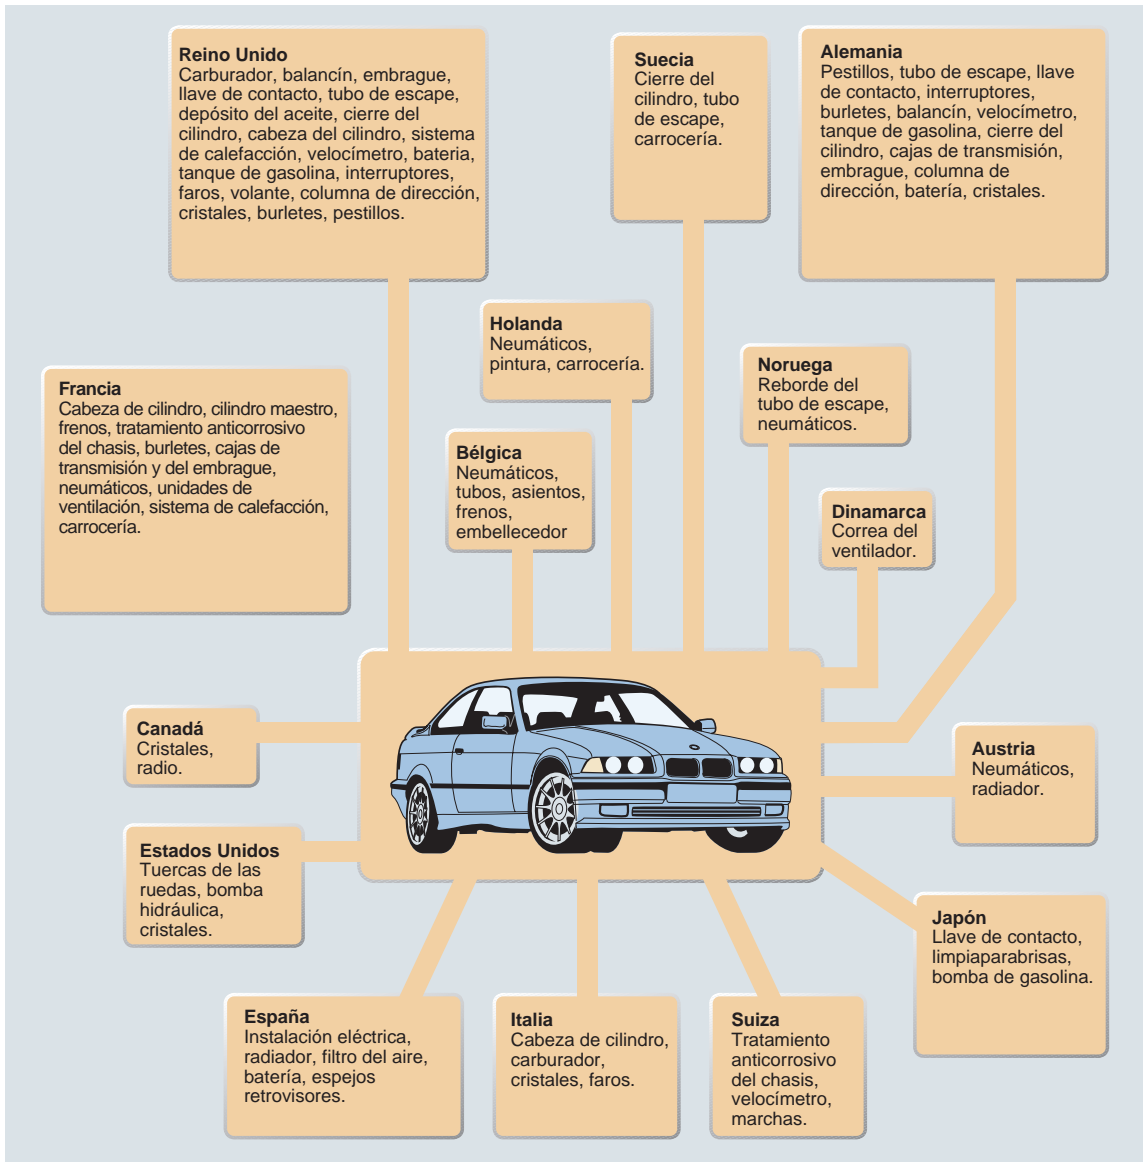 Reino Unido
Carburador, balancín, embrague,
llave de contacto, tubo de escape,
depósito del aceite, cierre del
cilindro, cabeza del cilindro, sistema
de calefacción, velocímetro, bateria,
tanque de gasolina, interruptores,
faros, volante, columna de dirección,
cristales, burletes, pestillos.
Suecia
Cierre del
cilindro, tubo
de escape,
carrocería.
Alemania
Pestillos, tubo de escape, llave
de contacto, interruptores,
burletes, balancín, velocímetro,
tanque de gasolina, cierre del
cilindro, cajas de transmisión,
embrague, columna de
dirección, batería, cristales.
Holanda
Neumáticos,
pintura, carrocería.
Noruega
Reborde del
tubo de escape,
neumáticos.
Francia
Cabeza de cilindro, cilindro maestro,
frenos, tratamiento anticorrosivo
del chasis, burletes, cajas de
transmisión y del embrague,
neumáticos, unidades de
ventilación, sistema de calefacción,
carrocería.
Bélgica
Neumáticos,
tubos, asientos,
frenos,
embellecedor
Dinamarca
Correa del
ventilador.
Canadá
Cristales,
radio.
Austria
Neumáticos,
radiador.
Estados Unidos
Tuercas de las
ruedas, bomba
hidráulica,
cristales.
Japón
Llave de contacto,
limpiaparabrisas,
bomba de gasolina.
España
Instalación eléctrica,
radiador, filtro del aire,
batería, espejos
retrovisores.
Italia
Cabeza de cilindro,
carburador,
cristales, faros.
Suiza
Tratamiento
anticorrosivo
del chasis,
velocímetro,
marchas.